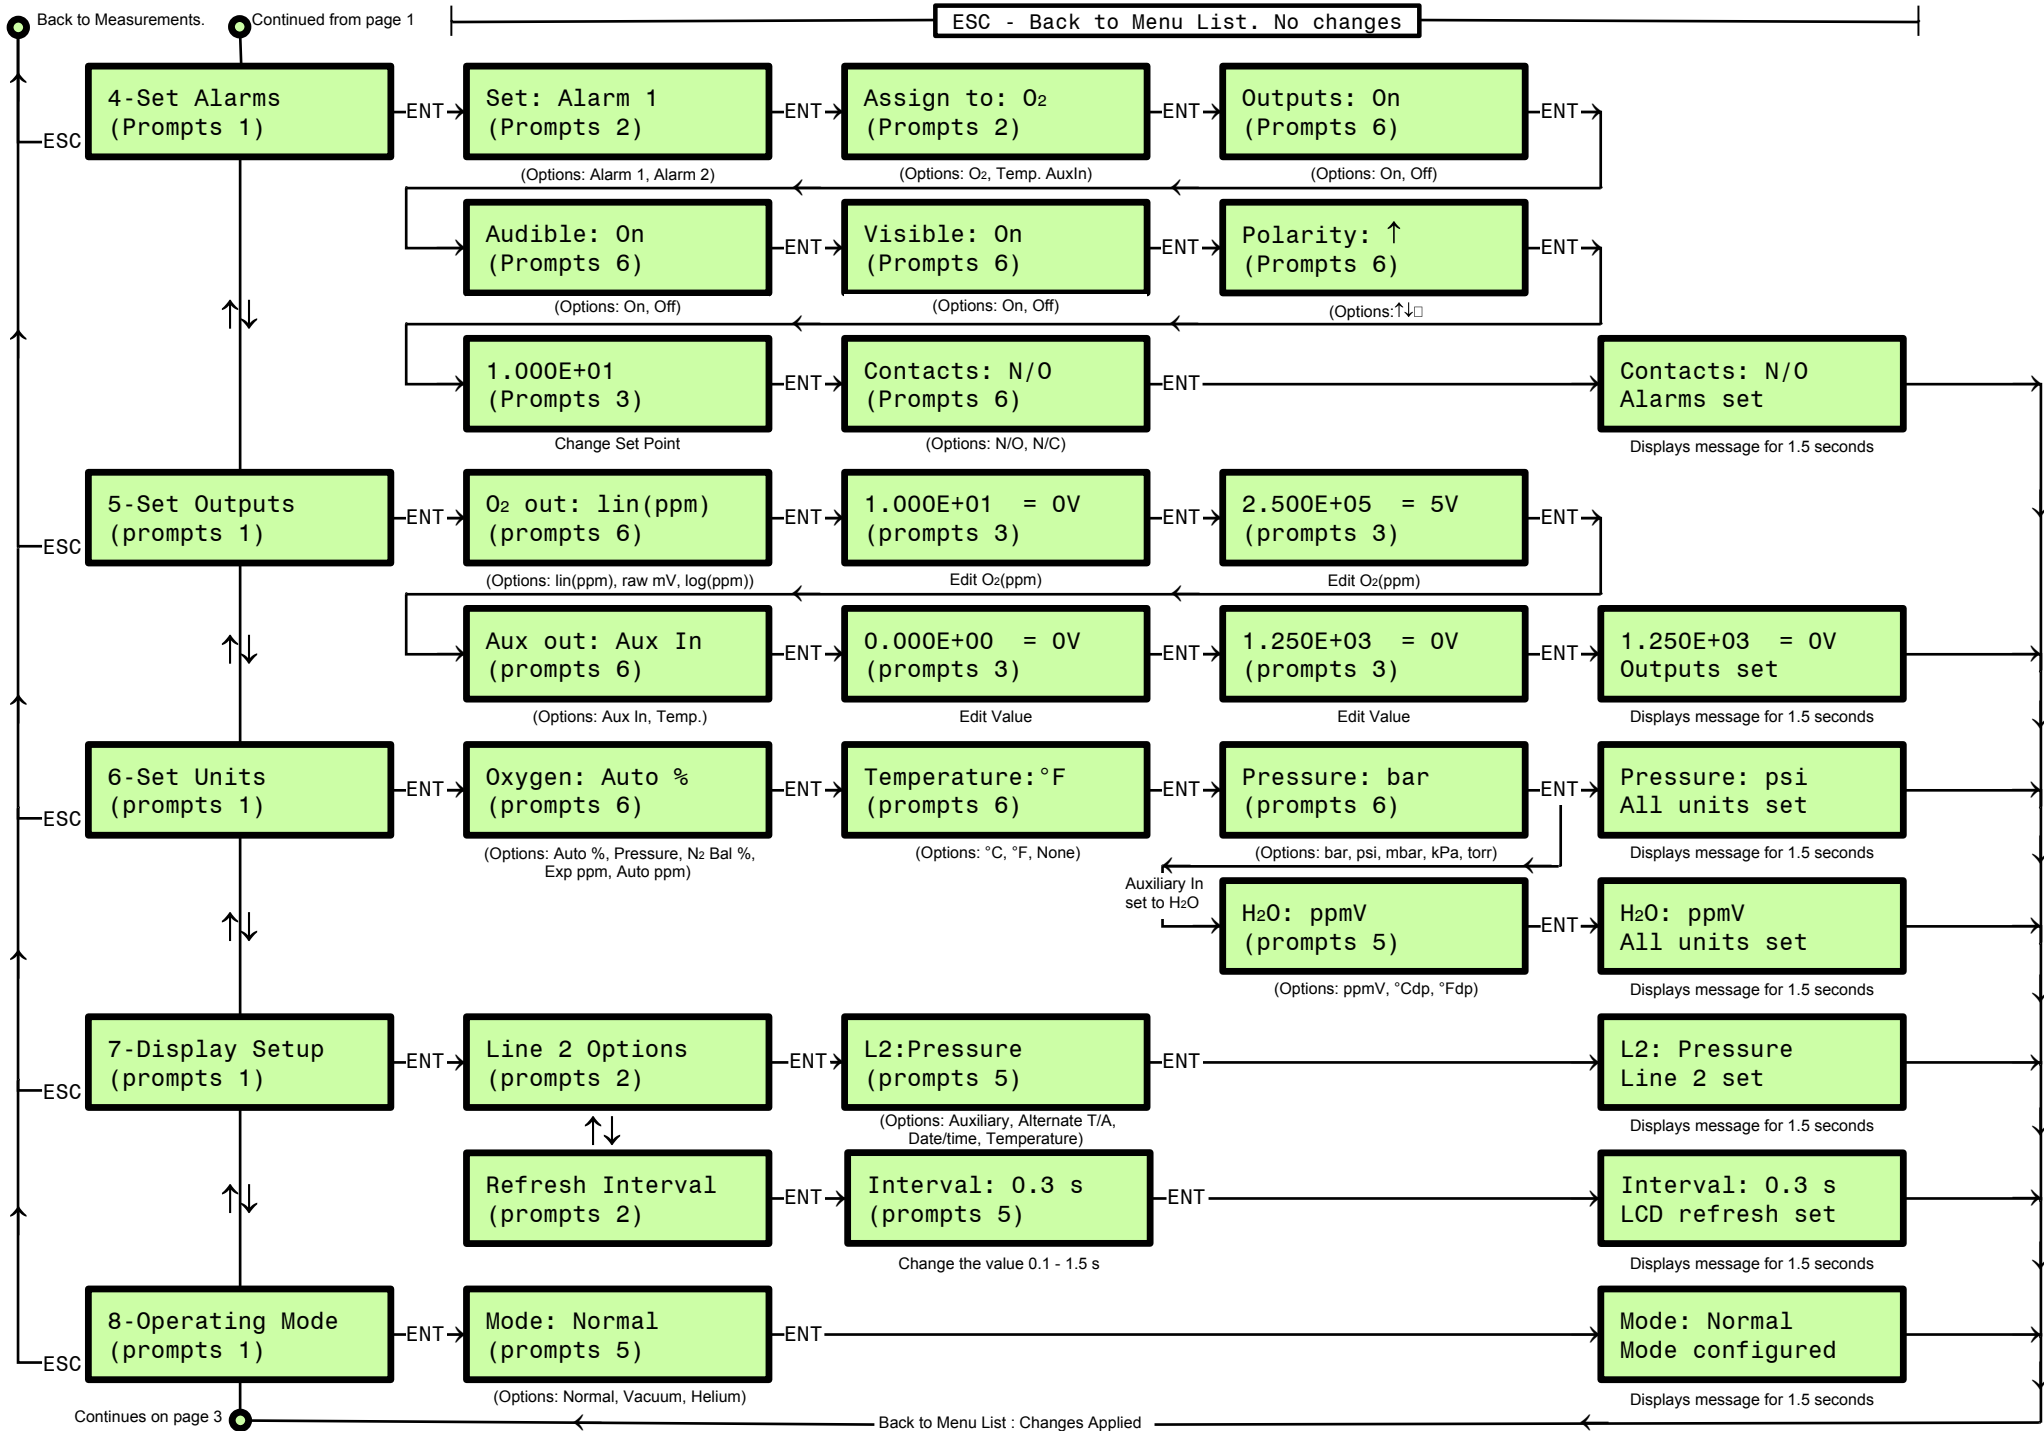 Back to Measurements.
Continued from page 1
ESC - Back to Menu List. No changes
4-Set Alarms
(Prompts 1)
ESC
ENT
Set: Alarm 1
(Prompts 2)
(Options: Alarm 1, Alarm 2)
ENT
Assign to: O₂
(Prompts 2)
(Options: O₂, Temp. AuxIn)
ENT
Outputs: On
(Prompts 6)
(Options: On, Off)
ENT
Audible: On
(Prompts 6)
(Options: On, Off)
ENT
Visible: On
(Prompts 6)
(Options: On, Off)
ENT
Polarity: ↑
(Prompts 6)
(Options:↑↓□
ENT
1.000E+01
(Prompts 3)
Change Set Point
ENT
Contacts: N/O
(Prompts 6)
(Options: N/O, N/C)
ENT
Contacts: N/O
Alarms set
Displays message for 1.5 seconds
↑↓
5-Set Outputs
(prompts 1)
ESC
ENT
O₂ out: lin(ppm)
(prompts 6)
(Options: lin(ppm), raw mV, log(ppm))
ENT
1.000E+01 = 0V
(prompts 3)
Edit O₂(ppm)
ENT
2.500E+05 = 5V
(prompts 3)
Edit O₂(ppm)
ENT
Aux out: Aux In
(prompts 6)
(Options: Aux In, Temp.)
ENT
0.000E+00 = 0V
(prompts 3)
Edit Value
ENT
1.250E+03 = 0V
(prompts 3)
Edit Value
ENT
1.250E+03 = 0V
Outputs set
Displays message for 1.5 seconds
↑↓
6-Set Units
(prompts 1)
ESC
ENT
Oxygen: Auto %
(prompts 6)
(Options: Auto %, Pressure, N₂ Bal %,
Exp ppm, Auto ppm)
ENT
Temperature:°F
(prompts 6)
(Options: °C, °F, None)
ENT
Pressure: bar
(prompts 6)
(Options: bar, psi, mbar, kPa, torr)
ENT
Pressure: psi
All units set
Displays message for 1.5 seconds
Auxiliary In
set to H₂O
H₂O: ppmV
(prompts 5)
(Options: ppmV, °Cdp, °Fdp)
ENT
H₂O: ppmV
All units set
Displays message for 1.5 seconds
↑↓
7-Display Setup
(prompts 1)
ESC
ENT
Line 2 Options
(prompts 2)
ENT
L2:Pressure
(prompts 5)
(Options: Auxiliary, Alternate T/A,
Date/time, Temperature)
ENT
L2: Pressure
Line 2 set
Displays message for 1.5 seconds
↑↓
Refresh Interval
(prompts 2)
ENT
Interval: 0.3 s
(prompts 5)
Change the value 0.1 - 1.5 s
ENT
Interval: 0.3 s
LCD refresh set
Displays message for 1.5 seconds
↑↓
8-Operating Mode
(prompts 1)
ESC
ENT
Mode: Normal
(prompts 5)
(Options: Normal, Vacuum, Helium)
ENT
Mode: Normal
Mode configured
Displays message for 1.5 seconds
Continues on page 3
Back to Menu List : Changes Applied